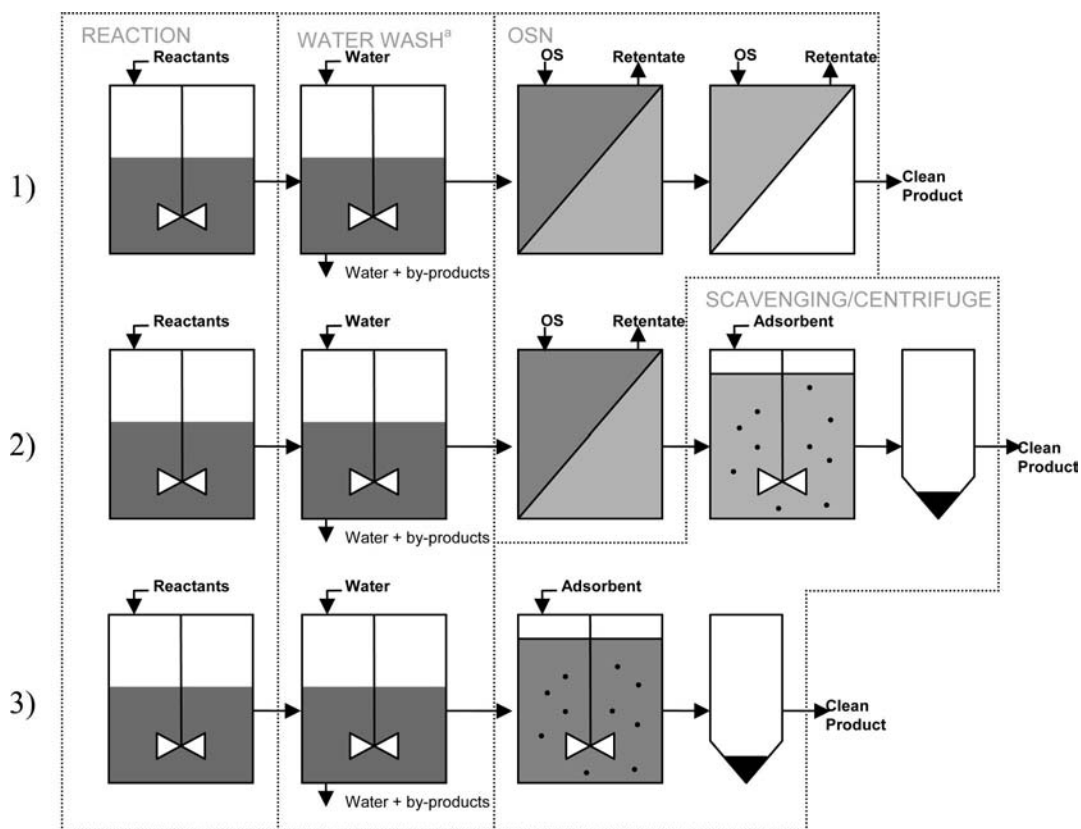 REACTION
WATER WASHª
OSN
Reactants
Water
OS
Retentate
OS
Retentate
1)
Clean
Product
Water + by-products
SCAVENGING/CENTRIFUGE
Reactants
Water
OS
Retentate
Adsorbent
2)
Clean
Product
Water + by-products
Reactants
Water
Adsorbent
3)
Clean
Product
Water + by-products